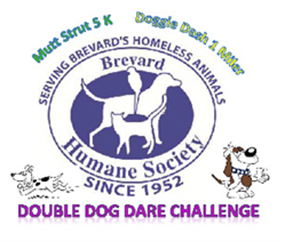 Mutt Strut 5 K
Doggie Dash 1 Miler
SERVING BREVARD'S HOMELESS ANIMALS
Brevard
Humane Society
SINCE 1952
DOUBLE DOG DARE CHALLENGE